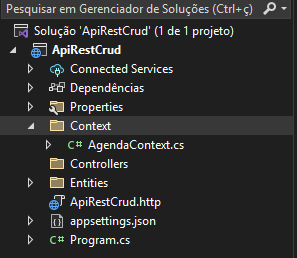 Pesquisar em Gerenciador de Soluções (Ctrl+ç)
Solução 'ApiRestCrud' (1 de 1 projeto)
ApiRestCrud
Connected Services
Dependências
Properties
Context
C# AgendaContext.cs
Controllers
Entities
ApiRestCrud.http
appsettings.json
C# Program.cs